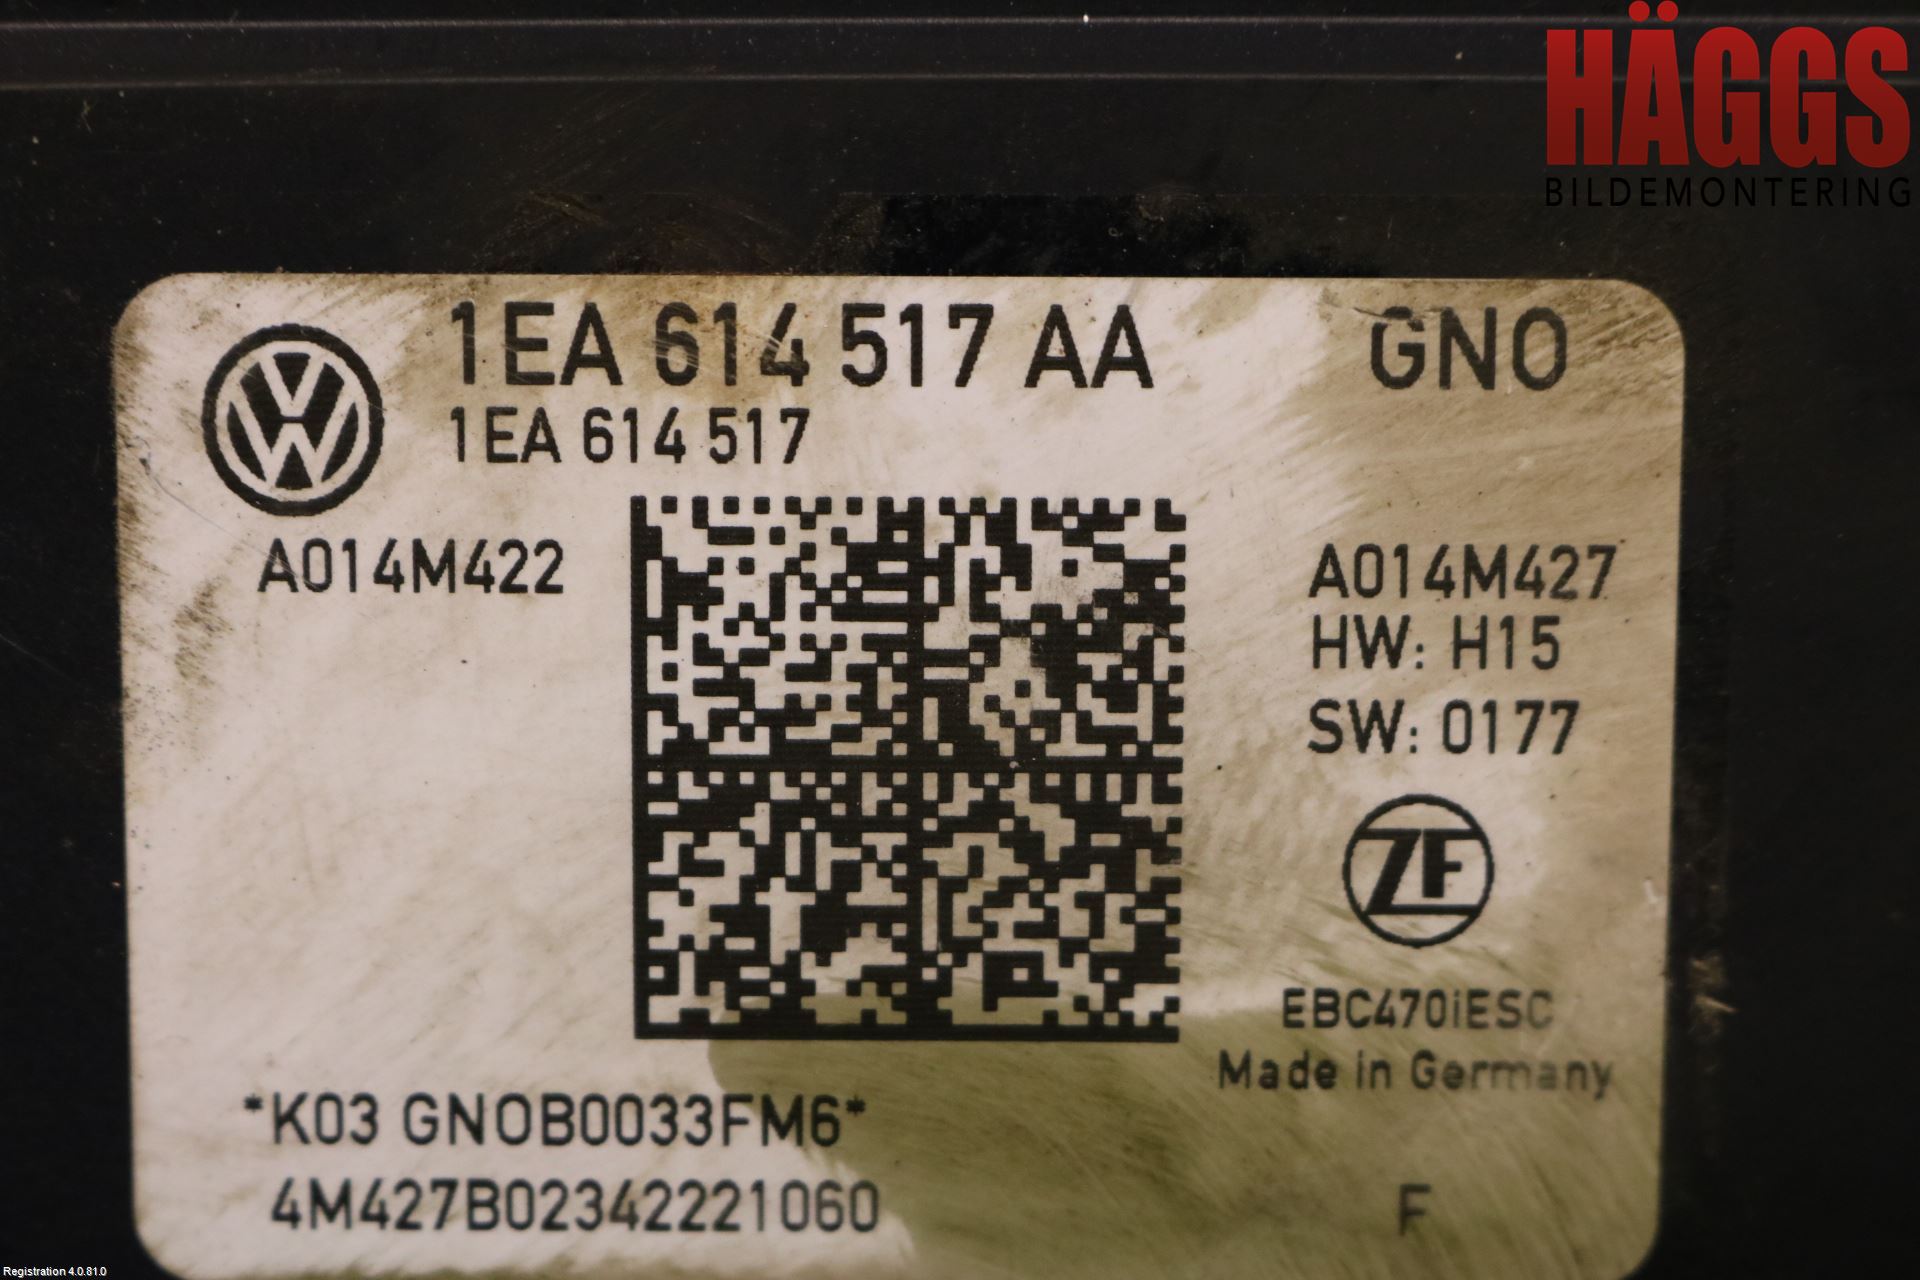 HÄGGS
BILDEMONTERING
1EA 614 517 AA GNO
1EA 614 517
A014M422
A014M427
HW: H15
SW: 0177
ZF
EBC470iESC
Made in Germany
*K03 GNOB0033FM6*
4M427B02342221060
F
Registration 4.0.81.0